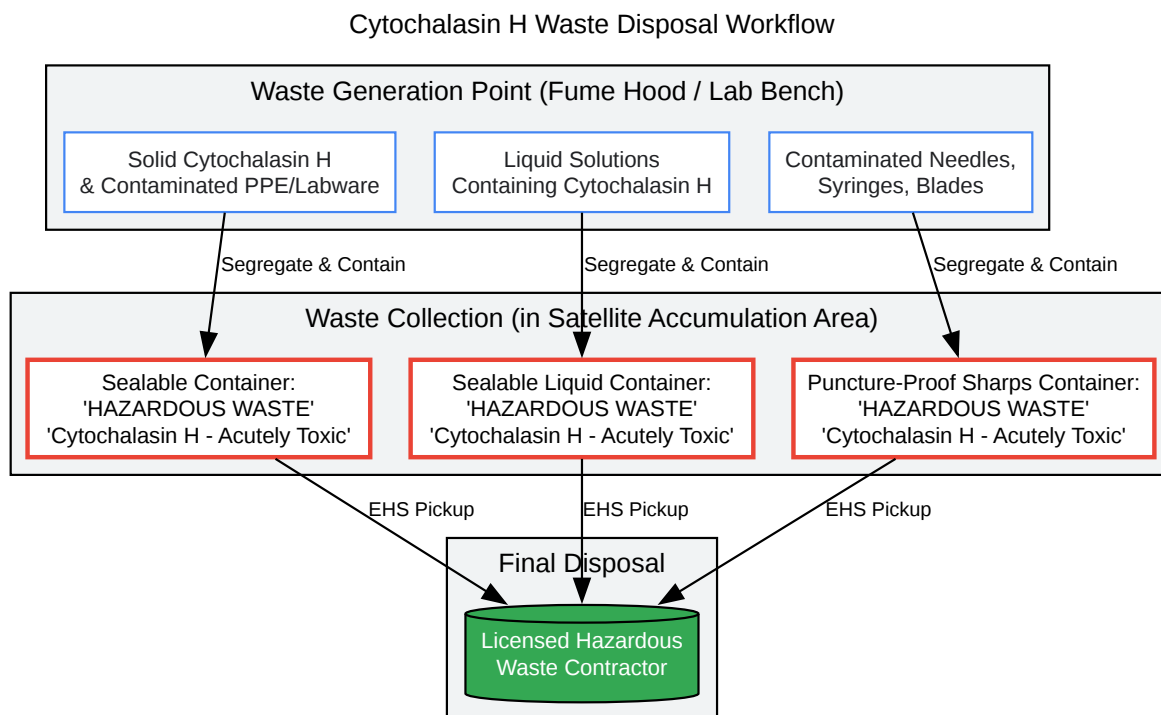 Cytochalasin H Waste Disposal Workflow
Waste Generation Point (Fume Hood / Lab Bench)
Solid Cytochalasin H
& Contaminated PPE/Labware
Liquid Solutions
Containing Cytochalasin H
Contaminated Needles,
Syringes, Blades
Segregate & Contain
Segregate & Contain
Segregate & Contain
Waste Collection (in Satellite Accumulation Area)
Sealable Container:
'HAZARDOUS WASTE'
'Cytochalasin H - Acutely Toxic'
Sealable Liquid Container:
'HAZARDOUS WASTE'
'Cytochalasin H - Acutely Toxic'
Puncture-Proof Sharps Container:
'HAZARDOUS WASTE'
'Cytochalasin H - Acutely Toxic'
EHS Pickup
EHS Pickup
EHS Pickup
Final Disposal
Licensed Hazardous
Waste Contractor